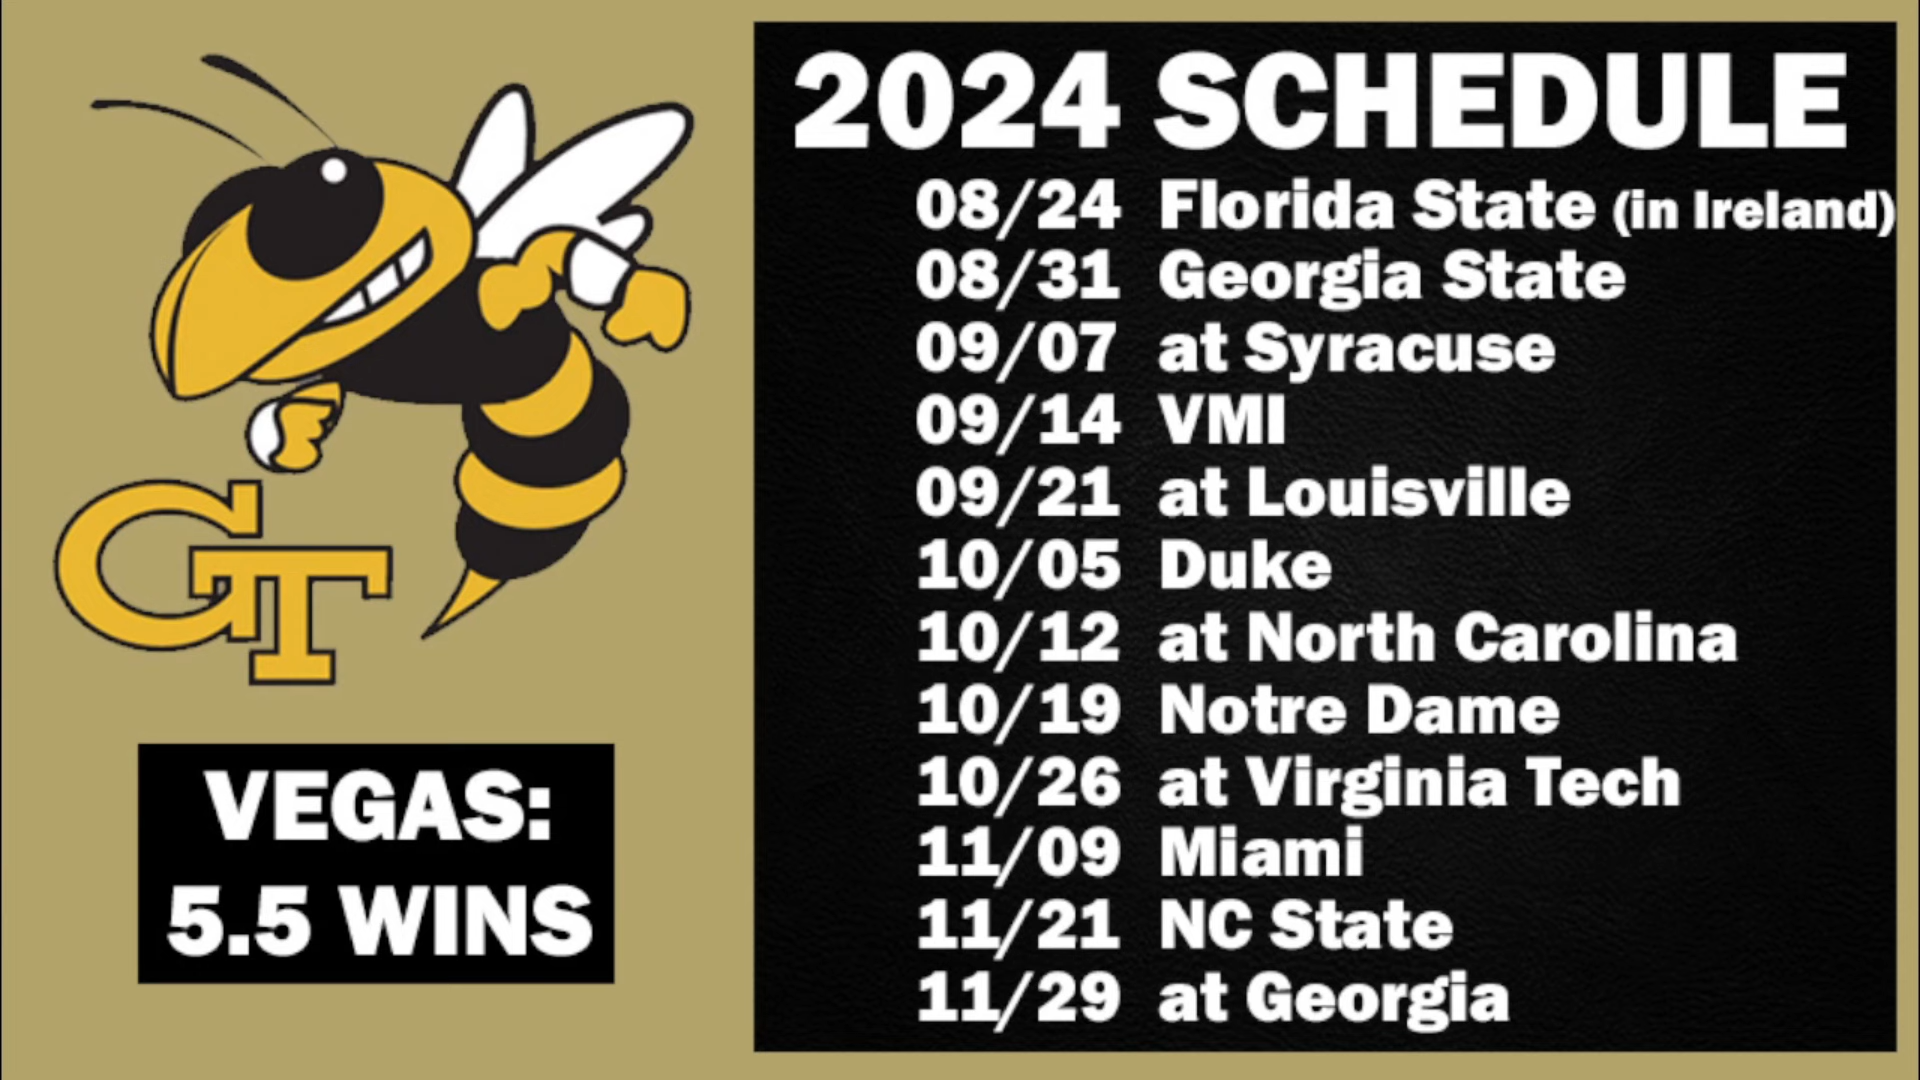 GT
VEGAS:
5.5 WINS
2024 SCHEDULE
08/24 Florida State (in Ireland)
08/31 Georgia State
09/07 at Syracuse
09/14 VMI
09/21 at Louisville
10/05 Duke
10/12 at North Carolina
10/19 Notre Dame
10/26 at Virginia Tech
11/09 Miami
11/21 NC State
11/29 at Georgia